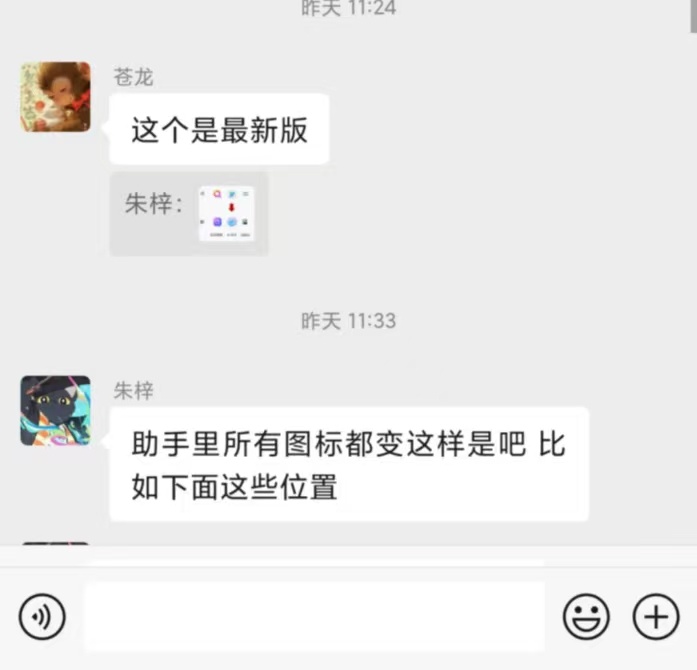 昨天 11:24
苍龙
这个是最新版
朱梓：
昨天 11:33
朱梓
助手里所有图标都变这样是吧 比
如下面这些位置